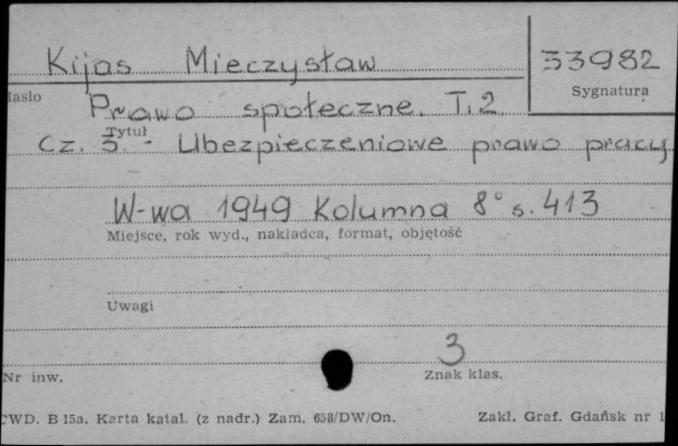 Kijas Mieczysław
33982
Hasło
Sygnatura
Prawo społeczne. T. 2
Tytuł
Cz. 3. - Ubezpieczeniowe prawo pracy
W-wa 1949 Kolumna 8° s. 413
Miejsce, rok wyd., nakładca, format, objętość
Uwagi
3
Nr inw.
Znak klas.
CWD. B 15a. Karta katal. (z nadr.) Zam. 658/DW/On.
Zakł. Graf. Gdańsk nr 1